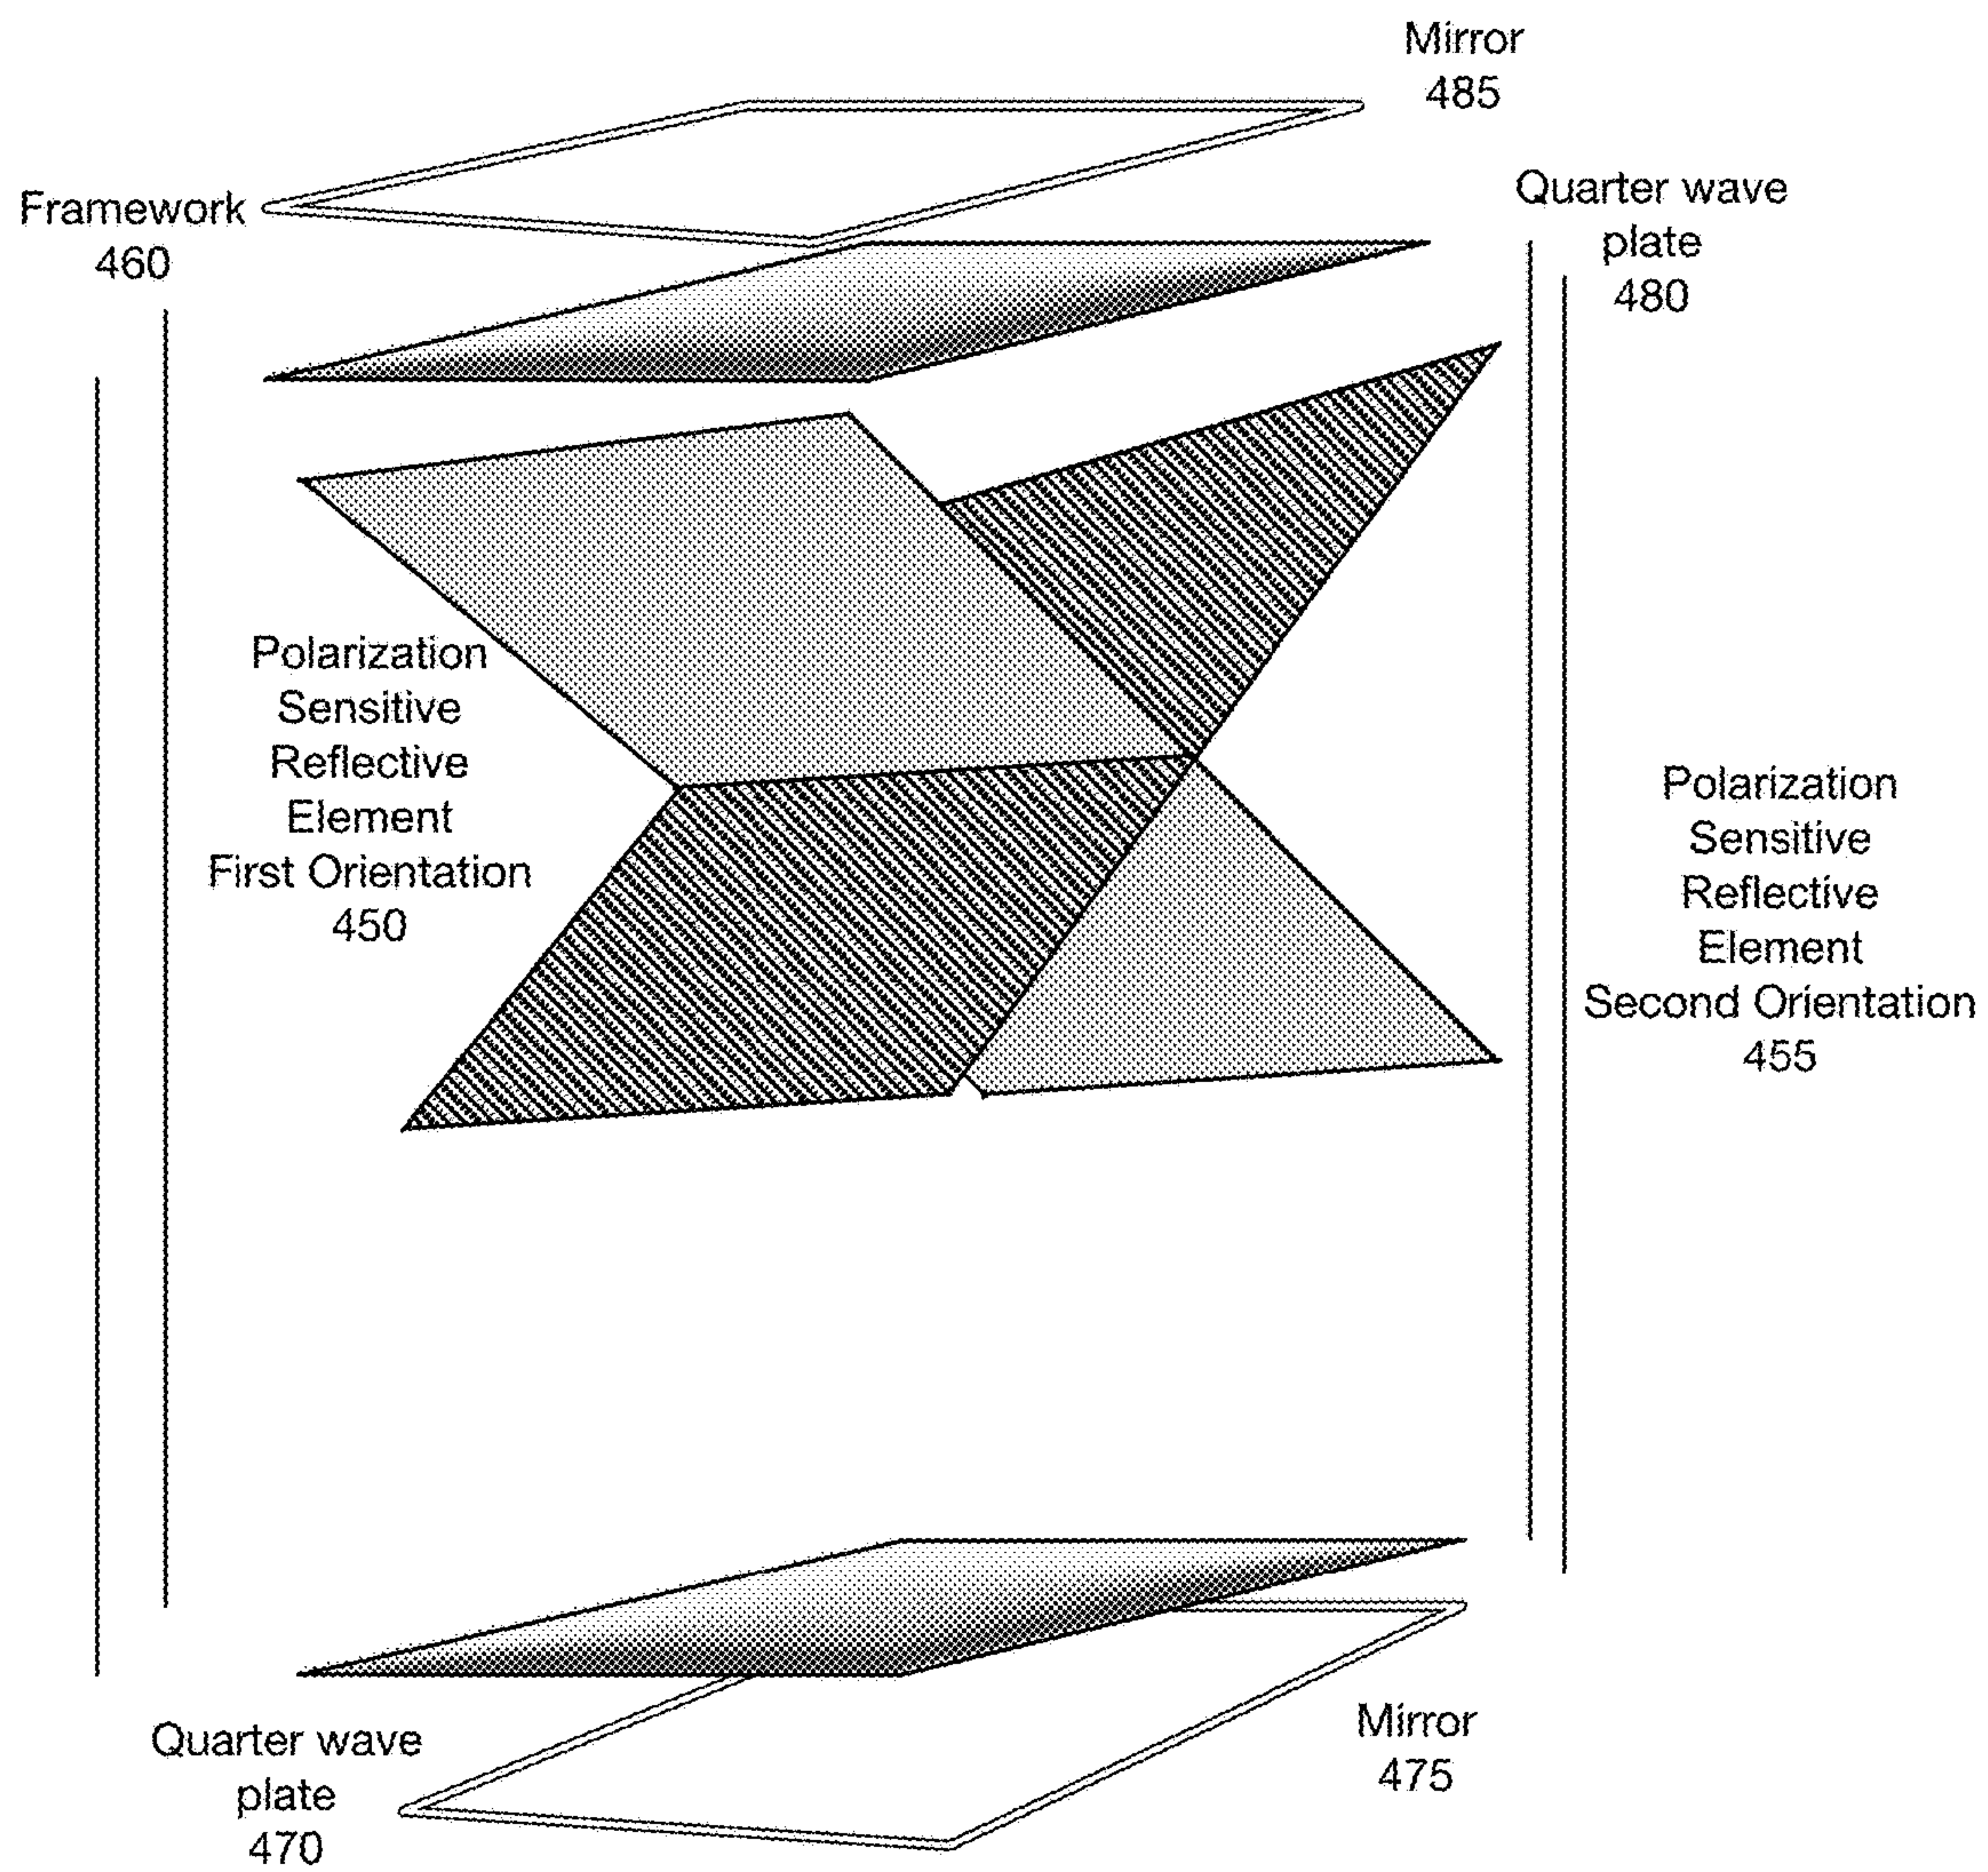 Mirror
485
Framework
460
Quarter wave
plate
480
Polarization
Sensitive
Reflective
Element
First Orientation
450
Polarization
Sensitive
Reflective
Element
Second Orientation
455
Quarter wave
plate
470
Mirror
475